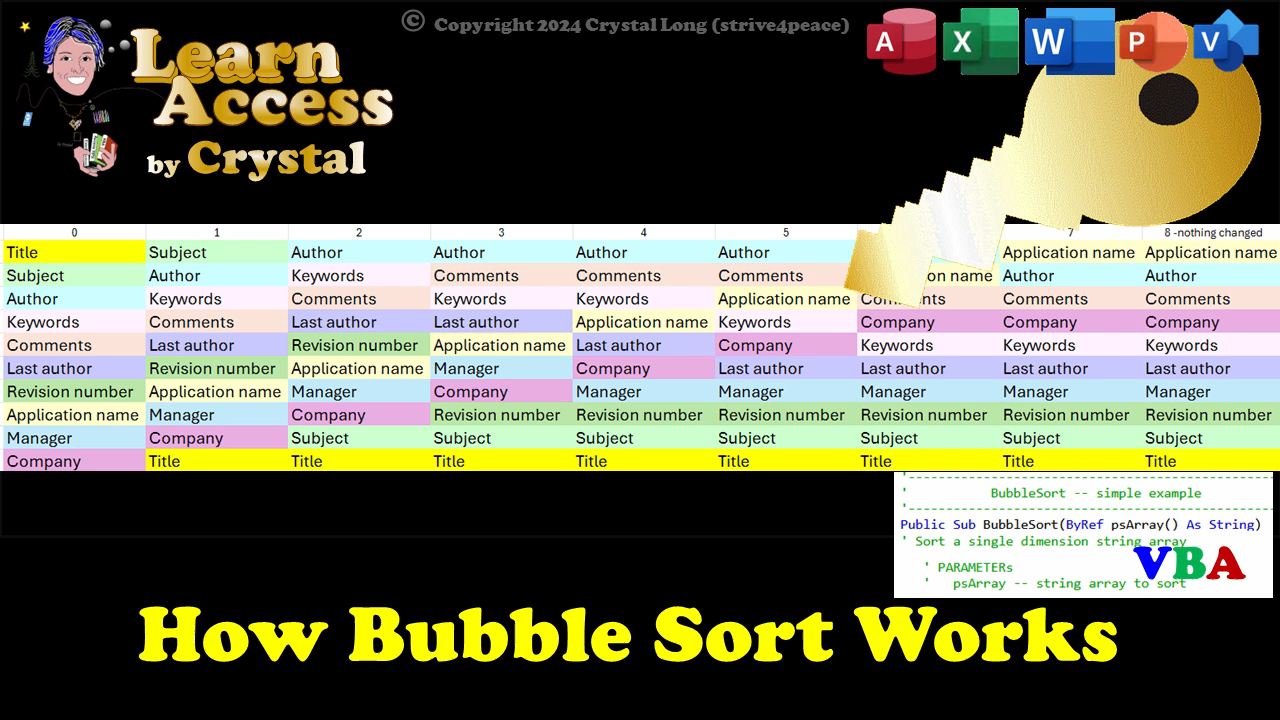 © Copyright 2024 Crystal Long (strive4peace)
A X W P V
Learn
Access
by Crystal
0 1 2 3 4 5 7 8 -nothing changed
Title Subject Author Author Author Author Application name Application name
Subject Author Keywords Comments Comments Comments on name Author Author
Author Keywords Comments Keywords Keywords Application name Comments Comments Comments
Keywords Comments Last author Last author Application name Keywords Company Company Company
Comments Last author Revision number Application name Last author Company Keywords Keywords Keywords
Last author Revision number Application name Manager Company Last author Last author Last author Last author
Revision number Application name Manager Company Manager Manager Manager Manager Manager
Application name Manager Company Revision number Revision number Revision number Revision number Revision number Revision number
Manager Company Subject Subject Subject Subject Subject Subject Subject
Company Title Title Title Title Title Title Title Title
'--------------------------------------------------
' BubbleSort -- simple example
'--------------------------------------------------
Public Sub BubbleSort(ByRef psArray() As String)
' Sort a single dimension string array
' PARAMETERs
' psArray -- string array to sort
VBA
How Bubble Sort Works